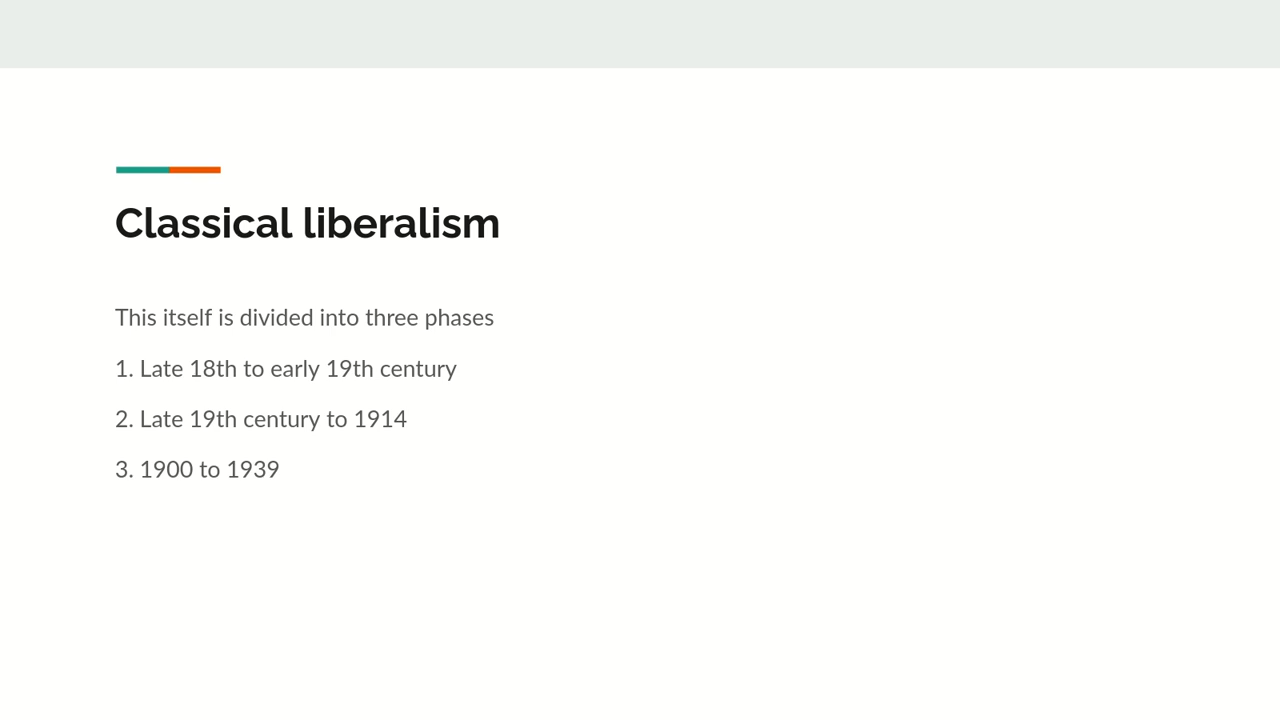 Classical liberalism
This itself is divided into three phases
1. Late 18th to early 19th century
2. Late 19th century to 1914
3. 1900 to 1939